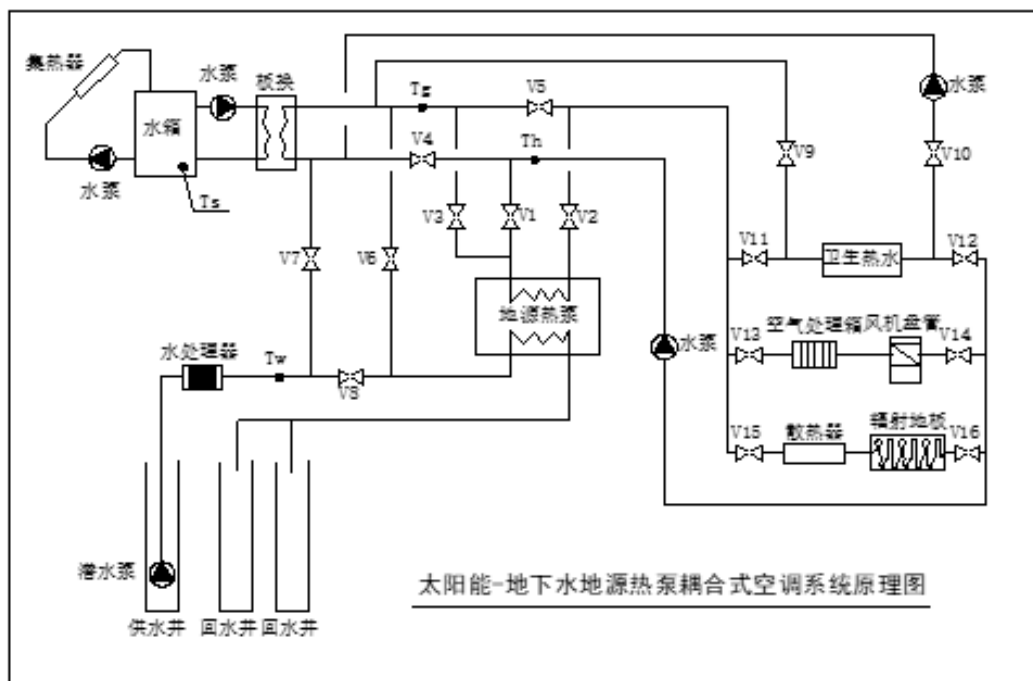 集热器
水泵
板换
Tg
V5
水泵
水箱
V4
Th
V9
V10
水泵
Ts
V3
V1
V2
V7
V6
V11
卫生热水
V12
地源热泵
水泵
V13
空气处理箱风机盘管
V14
水处理器
Tw
V8
V15
散热器
辐射地板
V16
潜水泵
太阳能-地下水地源热泵耦合式空调系统原理图
供水井
回水井
回水井